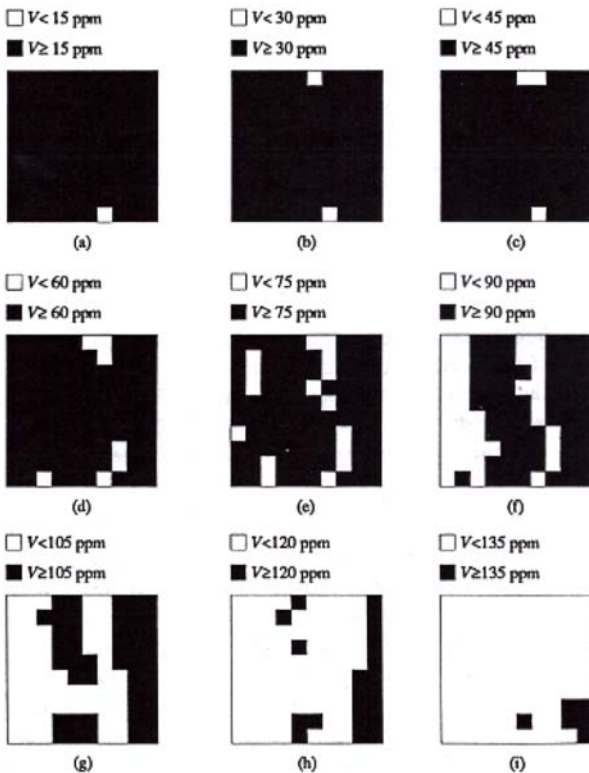 V< 15 ppm V< 30 ppm V< 45 ppm
V≥ 15 ppm V≥ 30 ppm V≥ 45 ppm
(a) (b) (c)
V< 60 ppm V< 75 ppm V< 90 ppm
V≥ 60 ppm V≥ 75 ppm V≥ 90 ppm
(d) (e) (f)
V<105 ppm V<120 ppm V<135 ppm
V≥105 ppm V≥120 ppm V≥135 ppm
(g) (h) (i)